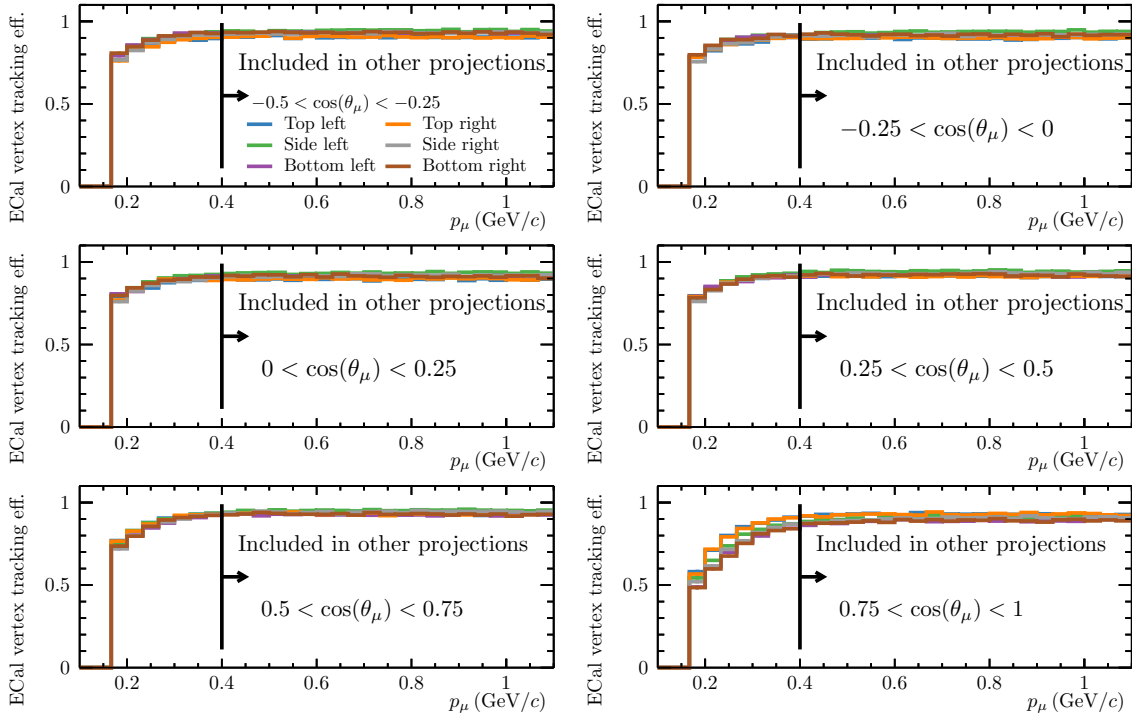 ECal vertex tracking eff.
1
0.5
0
Included in other projections
−0.5 < cos(θμ) < −0.25
Top left
Top right
Side left
Side right
Bottom left
Bottom right
0.2 0.4 0.6 0.8 1
pμ (GeV/c)
ECal vertex tracking eff.
1
0.5
0
Included in other projections
−0.25 < cos(θμ) < 0
0.2 0.4 0.6 0.8 1
pμ (GeV/c)
ECal vertex tracking eff.
1
0.5
0
Included in other projections
0 < cos(θμ) < 0.25
0.2 0.4 0.6 0.8 1
pμ (GeV/c)
ECal vertex tracking eff.
1
0.5
0
Included in other projections
0.25 < cos(θμ) < 0.5
0.2 0.4 0.6 0.8 1
pμ (GeV/c)
ECal vertex tracking eff.
1
0.5
0
Included in other projections
0.5 < cos(θμ) < 0.75
0.2 0.4 0.6 0.8 1
pμ (GeV/c)
ECal vertex tracking eff.
1
0.5
0
Included in other projections
0.75 < cos(θμ) < 1
0.2 0.4 0.6 0.8 1
pμ (GeV/c)